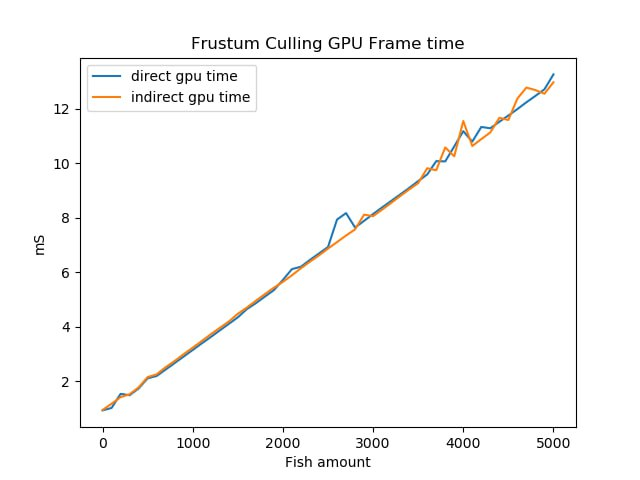 Frustum Culling GPU Frame time
direct gpu time
indirect gpu time
mS
12
10
8
6
4
2
0 1000 2000 3000 4000 5000
Fish amount